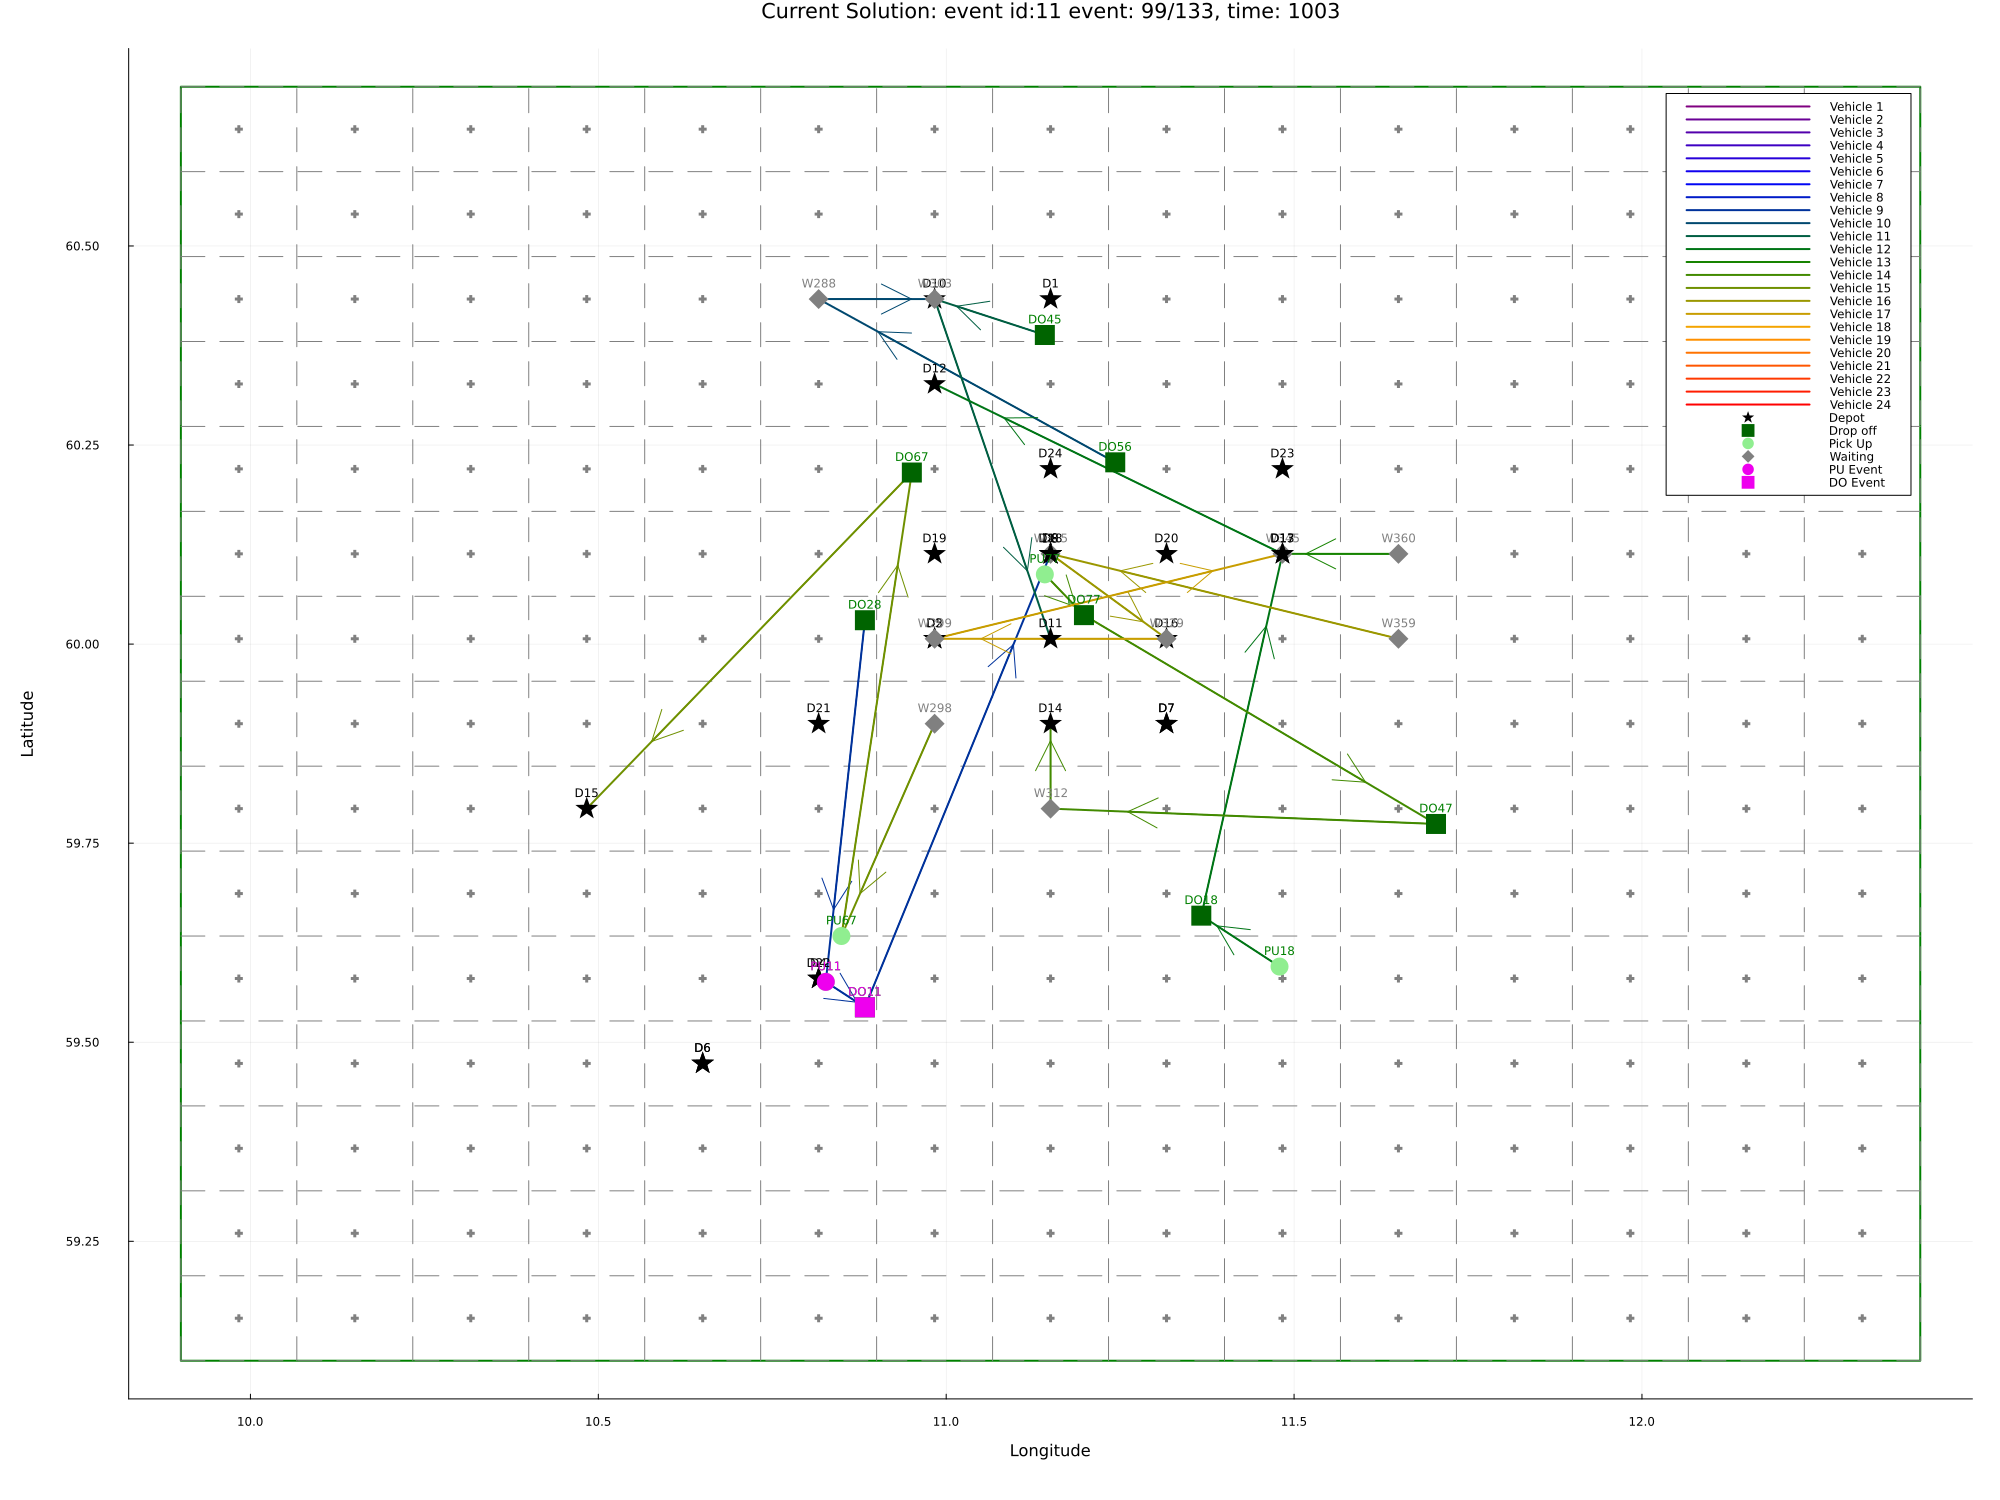 Current Solution: event id:11 event: 99/133, time: 1003
Vehicle 1
Vehicle 2
Vehicle 3
Vehicle 4
Vehicle 5
Vehicle 6
Vehicle 7
Vehicle 8
Vehicle 9
Vehicle 10
Vehicle 11
Vehicle 12
Vehicle 13
Vehicle 14
Vehicle 15
Vehicle 16
Vehicle 17
Vehicle 18
Vehicle 19
Vehicle 20
Vehicle 21
Vehicle 22
Vehicle 23
Vehicle 24
Depot
Drop off
Pick Up
Waiting
PU Event
DO Event
60.50
60.25
60.00
59.75
59.50
59.25
Latitude
W288
D10
D1
DO45
D12
DO56
DO67
D24
D23
D19
D20
W360
DO28
DO77
D11
D16
W359
D21
W298
D14
D7
D15
W312
DO47
DO18
PU67
PU18
DO11
D6
10.0
10.5
11.0
11.5
12.0
Longitude